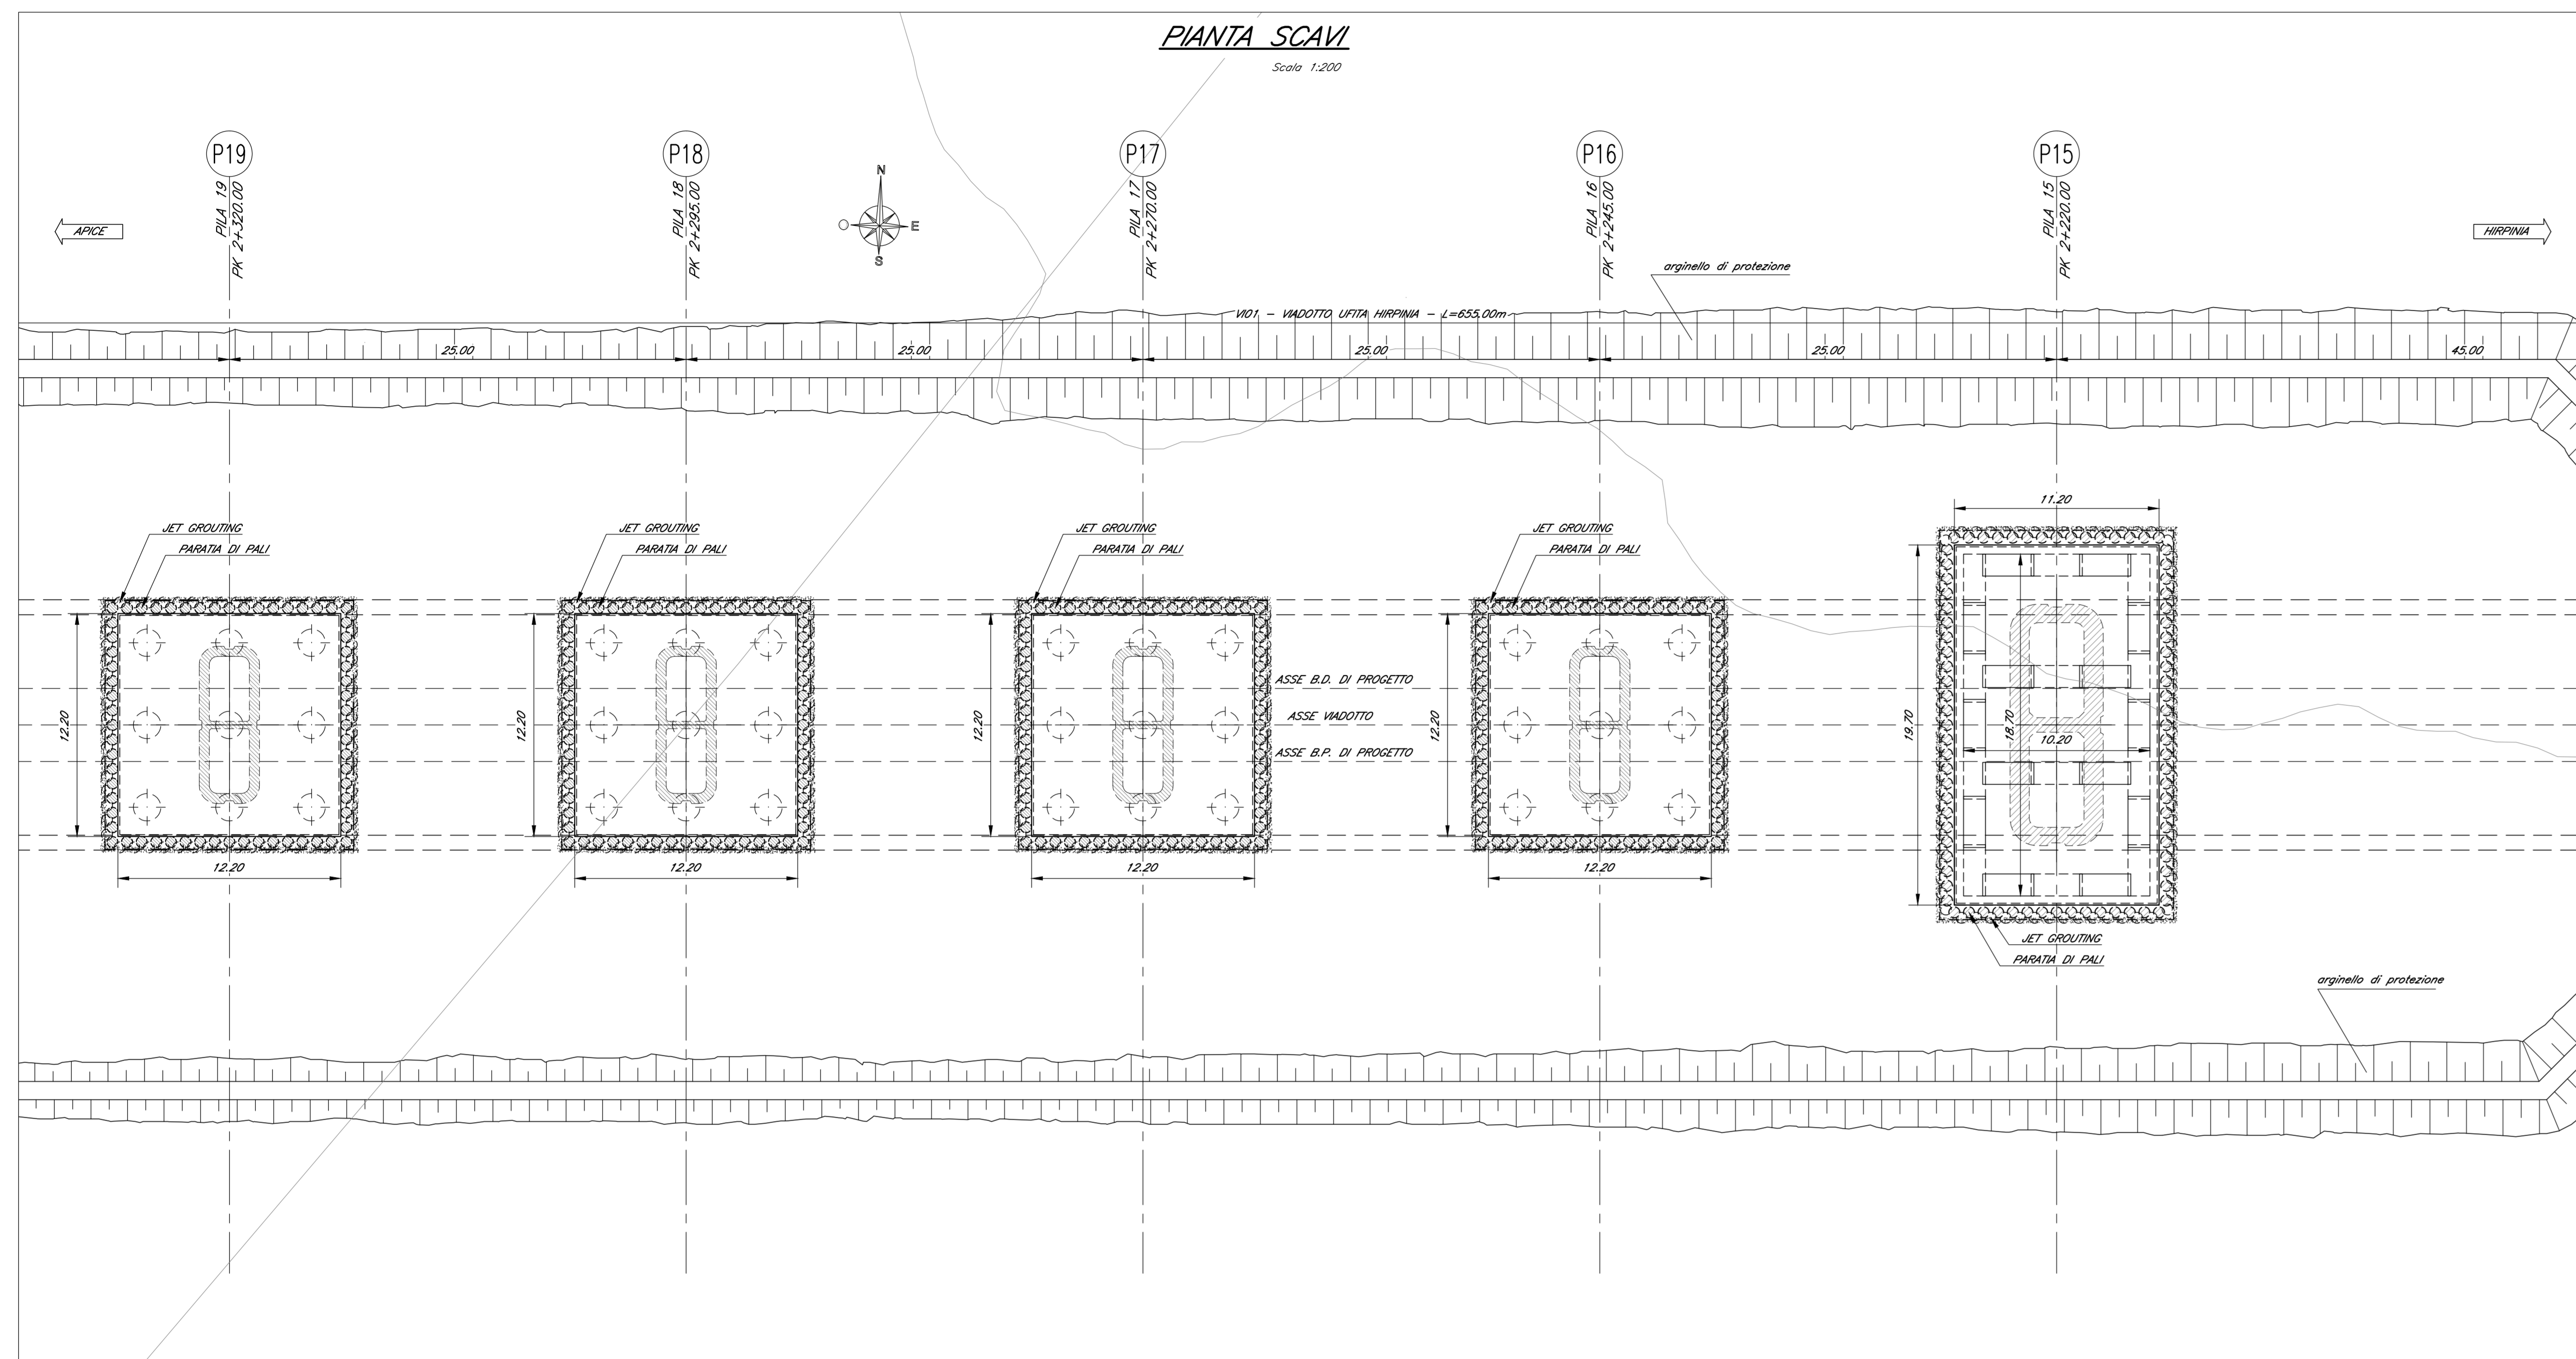 PIANTA SCAVI
Scala 1:200
P19
P18
P17
P16
P15
PILA 19
PK 2+320.00
PILA 18
PK 2+295.00
PILA 17
PK 2+270.00
PILA 16
PK 2+245.00
PILA 15
PK 2+220.00
N
O
E
S
APICE
HIRPINIA
arginello di protezione
VI01 - VIADOTTO UFITA HIRPINIA - L=655.00m
25.00
25.00
25.00
25.00
45.00
JET GROUTING
PARATIA DI PALI
12.20
12.20
JET GROUTING
PARATIA DI PALI
12.20
12.20
JET GROUTING
PARATIA DI PALI
12.20
12.20
ASSE B.D. DI PROGETTO
ASSE VIADOTTO
ASSE B.P. DI PROGETTO
JET GROUTING
PARATIA DI PALI
12.20
12.20
11.20
19.70
18.70
10.20
JET GROUTING
PARATIA DI PALI
arginello di protezione